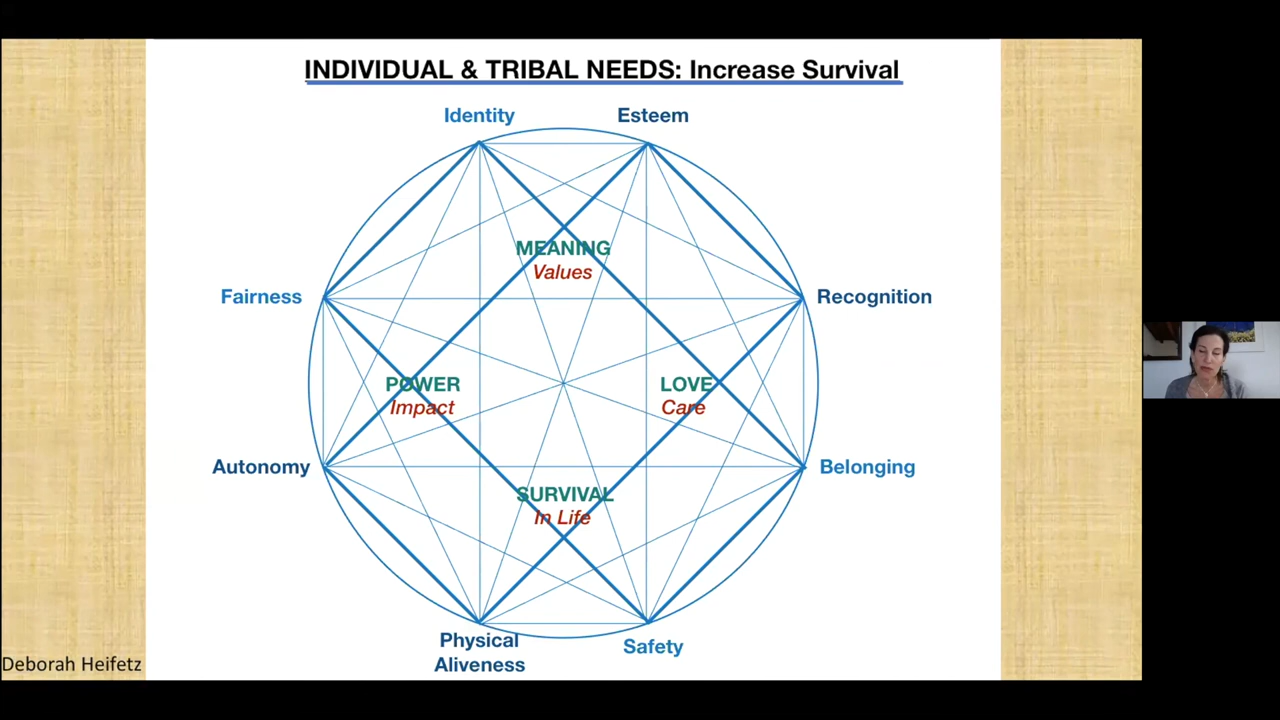 INDIVIDUAL & TRIBAL NEEDS: Increase Survival
Identity
Esteem
MEANING
Values
Fairness
Recognition
POWER
Impact
LOVE
Care
Autonomy
Belonging
SURVIVAL
In Life
Physical
Aliveness
Safety
Deborah Heifetz